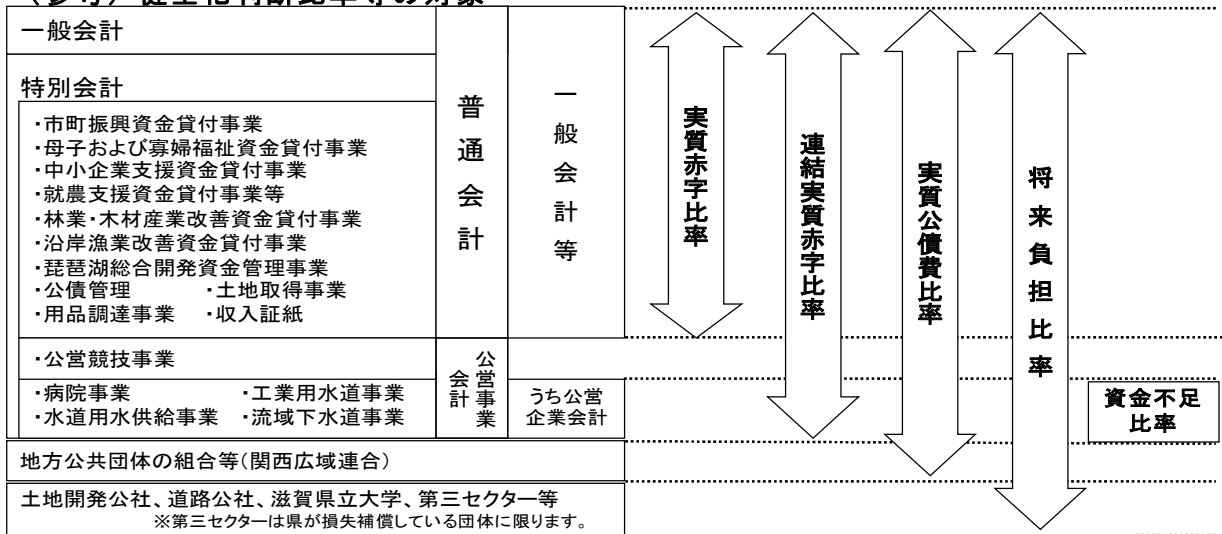 (参考)健全化判断比率等の対象
一般会計
特別会計
・市町振興資金貸付事業
・母子および寡婦福祉資金貸付事業
・中小企業支援資金貸付事業
・就農支援資金貸付事業等
・林業・木材産業改善資金貸付事業
・沿岸漁業改善資金貸付事業
・琵琶湖総合開発資金管理事業
・公債管理 ・土地取得事業
・用品調達事業 ・収入証紙
・公営競技事業
・病院事業 ・工業用水道事業
・水道用水供給事業 ・流域下水道事業
普通会計
公営事業会計
一般会計等
うち公営
企業会計
地方公共団体の組合等(関西広域連合)
土地開発公社、道路公社、滋賀県立大学、第三セクター等
※第三セクターは県が損失補償している団体に限ります。
実質赤字比率
連結実質赤字比率
実質公債費比率
将来負担比率
資金不足
比率